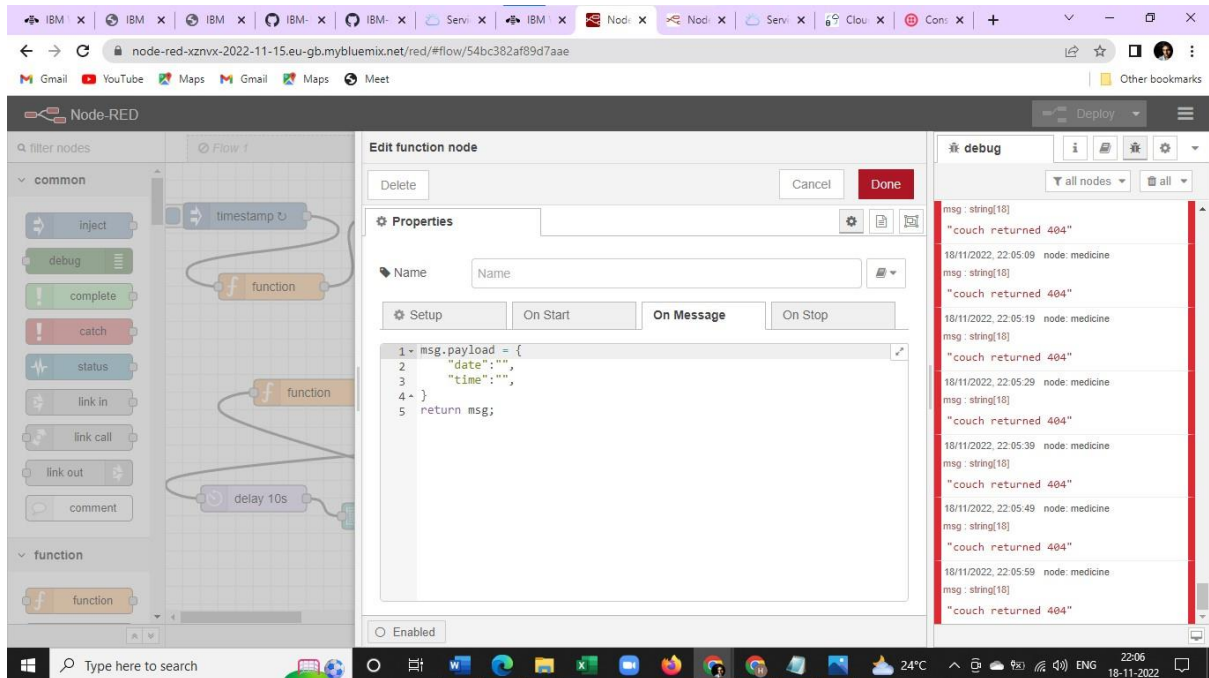 IBM
IBM
IBM
IBM-
IBM-
Servi
IBM
Node
Node
Servi
Clou
Cons
node-red-xznvx-2022-11-15.eu-gb.mybluemix.net/red/#flow/54bc382af89d7aae
Gmail YouTube Maps Gmail Maps Meet Other bookmarks
Node-RED Deploy
filter nodes
Flow 1
common
inject
debug
complete
catch
status
link in
link call
link out
comment
function
function
timestamp ↻
function
function
delay 10s
Edit function node
Delete Cancel Done
Properties
Name Name
Setup On Start On Message On Stop
1 msg.payload = {
2 "date":"",
3 "time":"",
4 }
5 return msg;
Enabled
debug
all nodes all
msg : string[18]
"couch returned 404"
18/11/2022, 22:05:09 node: medicine
msg : string[18]
"couch returned 404"
18/11/2022, 22:05:19 node: medicine
msg : string[18]
"couch returned 404"
18/11/2022, 22:05:29 node: medicine
msg : string[18]
"couch returned 404"
18/11/2022, 22:05:39 node: medicine
msg : string[18]
"couch returned 404"
18/11/2022, 22:05:49 node: medicine
msg : string[18]
"couch returned 404"
18/11/2022, 22:05:59 node: medicine
msg : string[18]
"couch returned 404"
Type here to search
24°C
ENG
22:06
18-11-2022